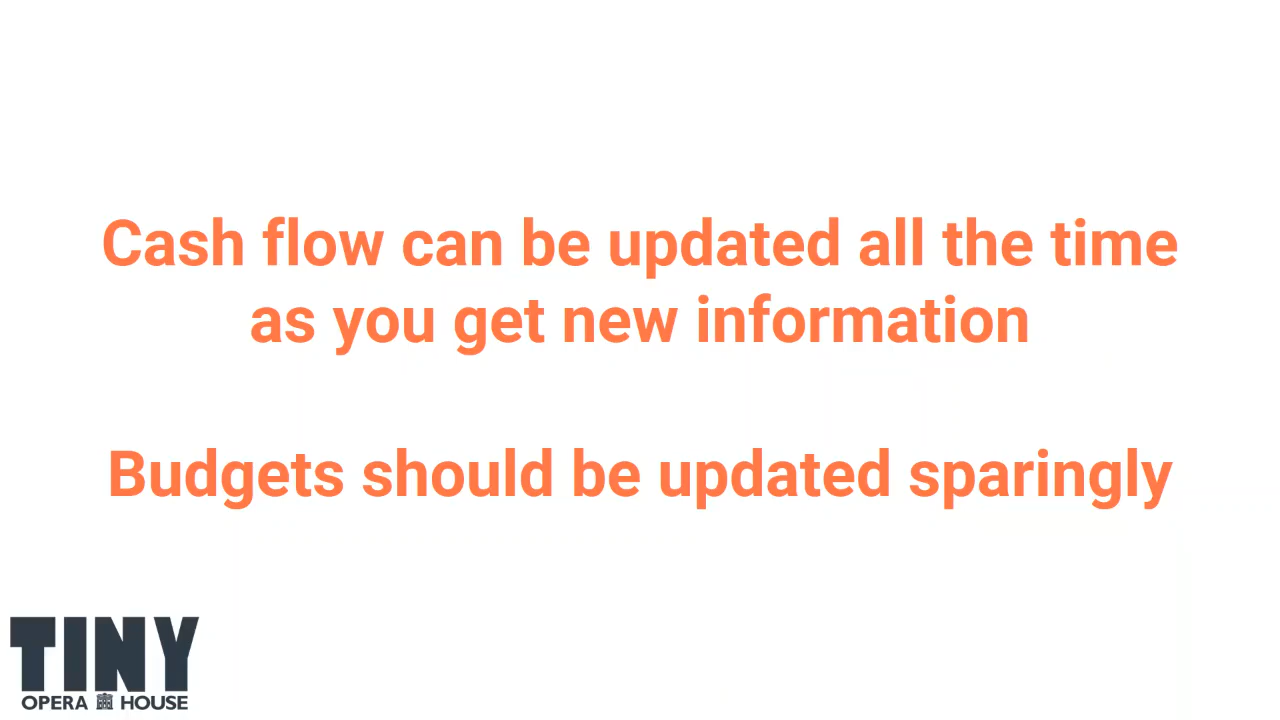 Cash flow can be updated all the time
as you get new information
Budgets should be updated sparingly
TINY
OPERA HOUSE